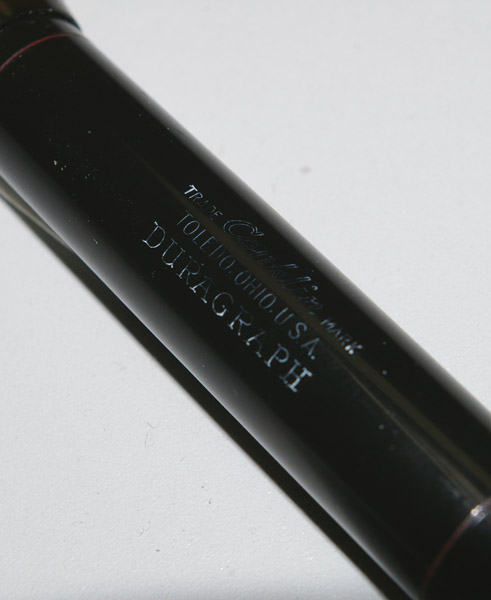 TRADE Conklin MARK
TOLEDO, OHIO, U.S.A.
DURAGRAPH